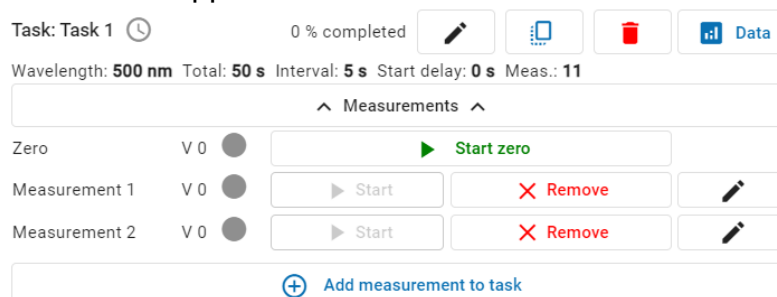 Task: Task 1 0 % completed Data
Wavelength: 500 nm Total: 50 s Interval: 5 s Start delay: 0 s Meas.: 11
Measurements
Zero V 0 Start zero
Measurement 1 V 0 Start Remove
Measurement 2 V 0 Start Remove
Add measurement to task